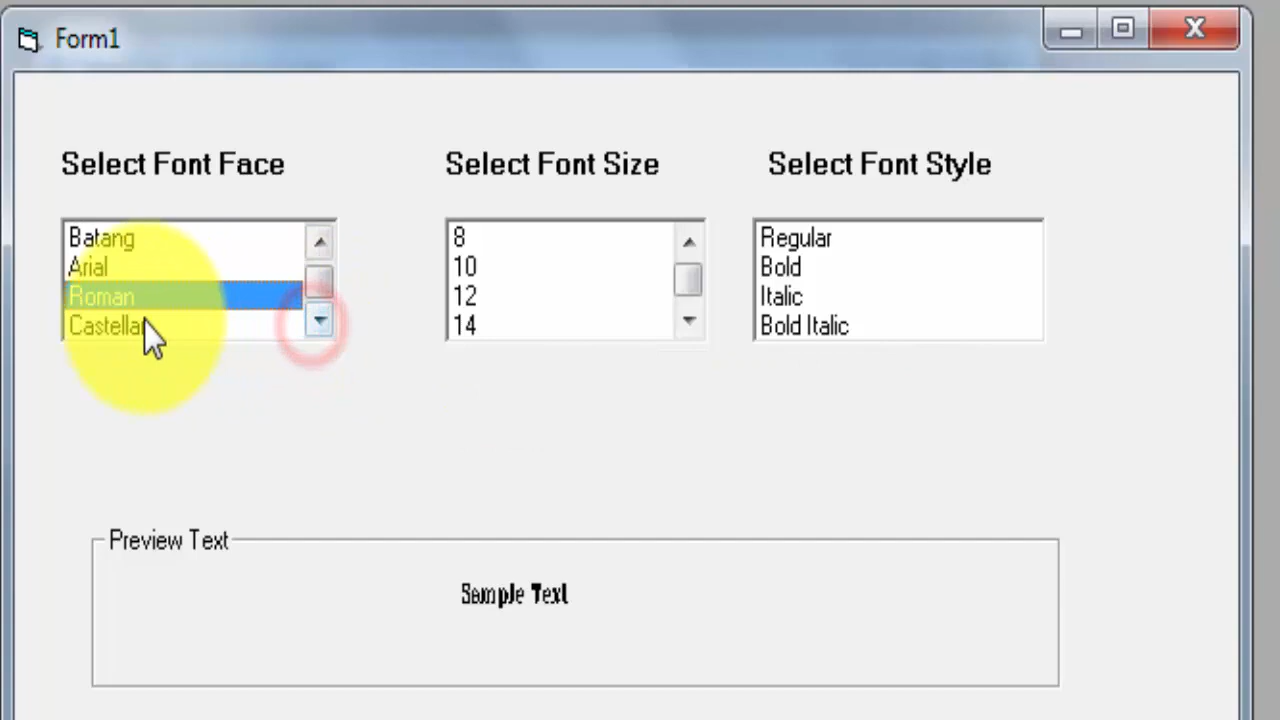 Form1
Select Font Face
Select Font Size
Select Font Style
Batang
Arial
Roman
Castellar
8
10
12
14
Regular
Bold
Italic
Bold Italic
Preview Text
Sample Text